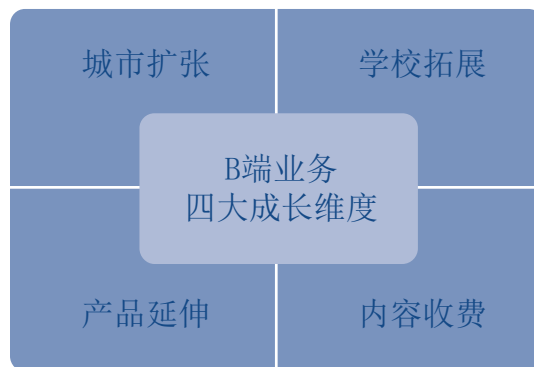 城市扩张
学校拓展
B端业务
四大成长维度
产品延伸
内容收费